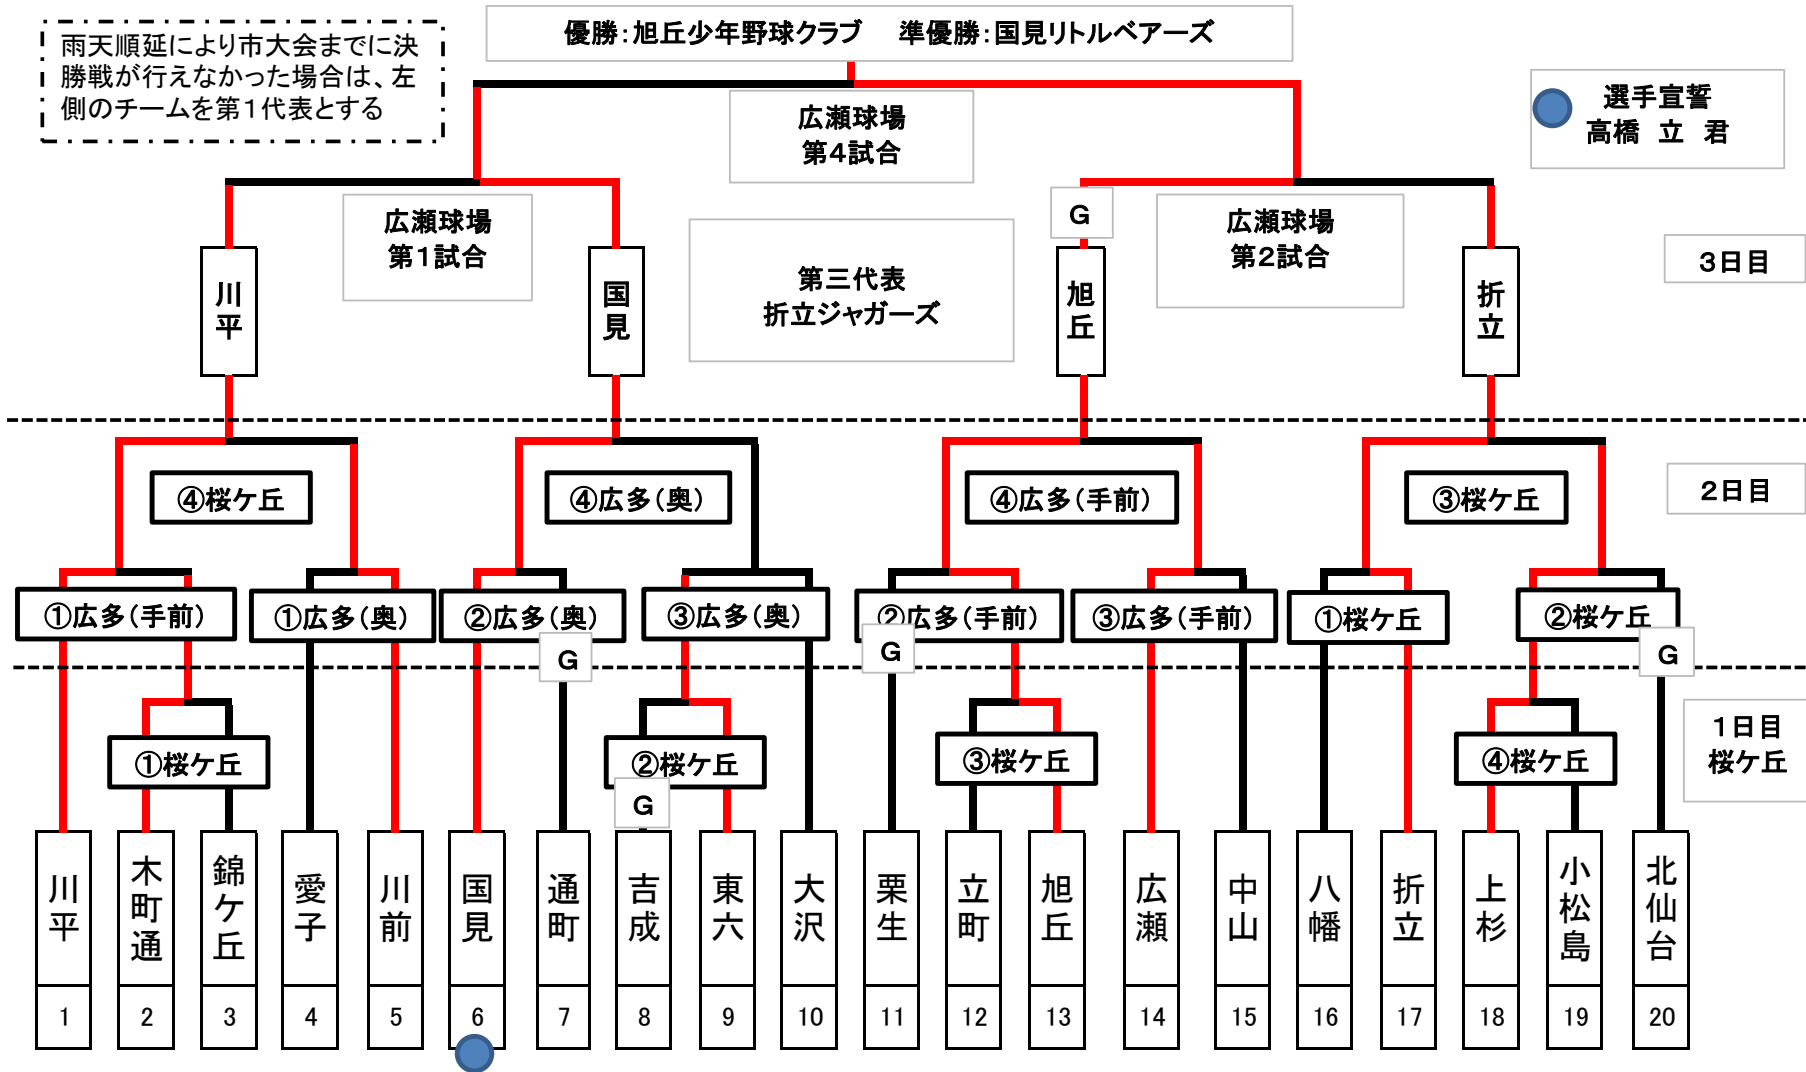 優勝：旭丘少年野球クラブ　準優勝：国見リトルベアーズ
雨天順延により市大会までに決
勝戦が行えなかった場合は、左
側のチームを第１代表とする
広瀬球場
第４試合
選手宣誓
高橋　立　君
広瀬球場
第１試合
G
広瀬球場
第２試合
第三代表
折立ジャガーズ
３日目
川平
国見
旭丘
折立
④桜ケ丘
④広多（奥）
④広多（手前）
③桜ケ丘
２日目
①広多（手前）
①広多（奥）
②広多（奥）
③広多（奥）
②広多（手前）
③広多（手前）
①桜ケ丘
②桜ケ丘
G
G
G
①桜ケ丘
②桜ケ丘
③桜ケ丘
④桜ケ丘
１日目
桜ケ丘
G
川平
木町通
錦ケ丘
愛子
川前
国見
通町
吉成
東六
大沢
栗生
立町
旭丘
広瀬
中山
八幡
折立
上杉
小松島
北仙台
1 2 3 4 5 6 7 8 9 10 11 12 13 14 15 16 17 18 19 20